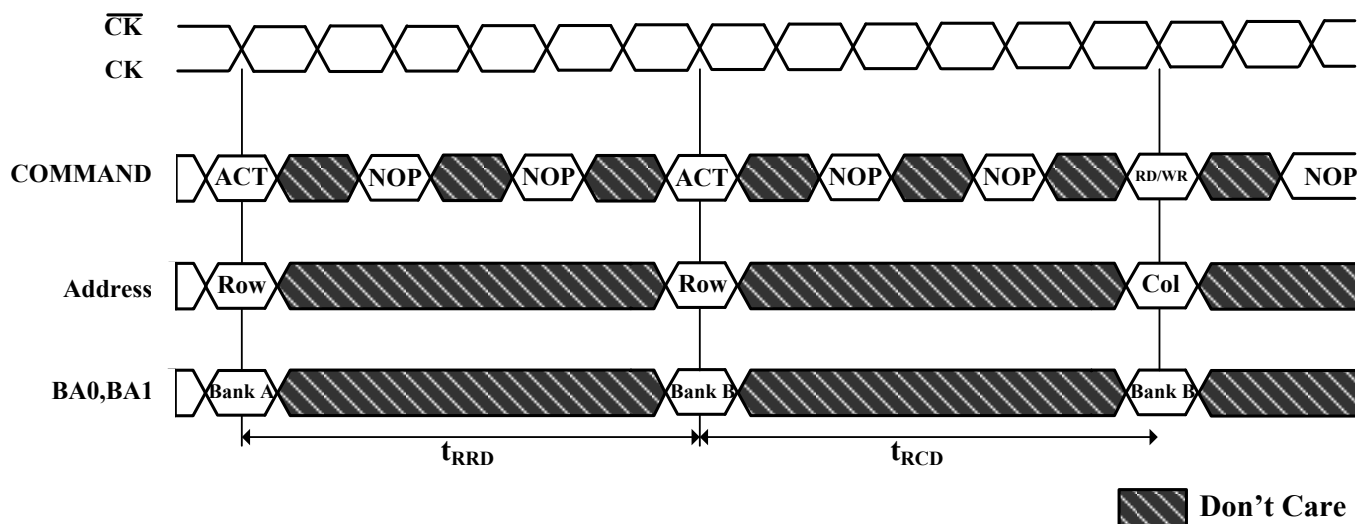 CK
CK
COMMAND ACT NOP NOP ACT NOP NOP RD/WR NOP
Address Row Row Col
BA0,BA1 Bank A Bank B Bank B
tRRD tRCD
Don't Care